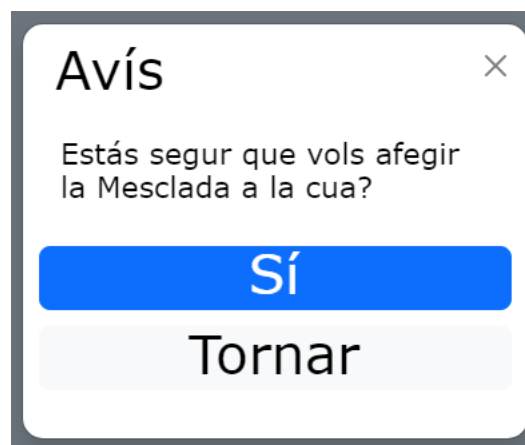 Avís
Estás segur que vols afegir
la Mesclada a la cua?
Sí
Tornar